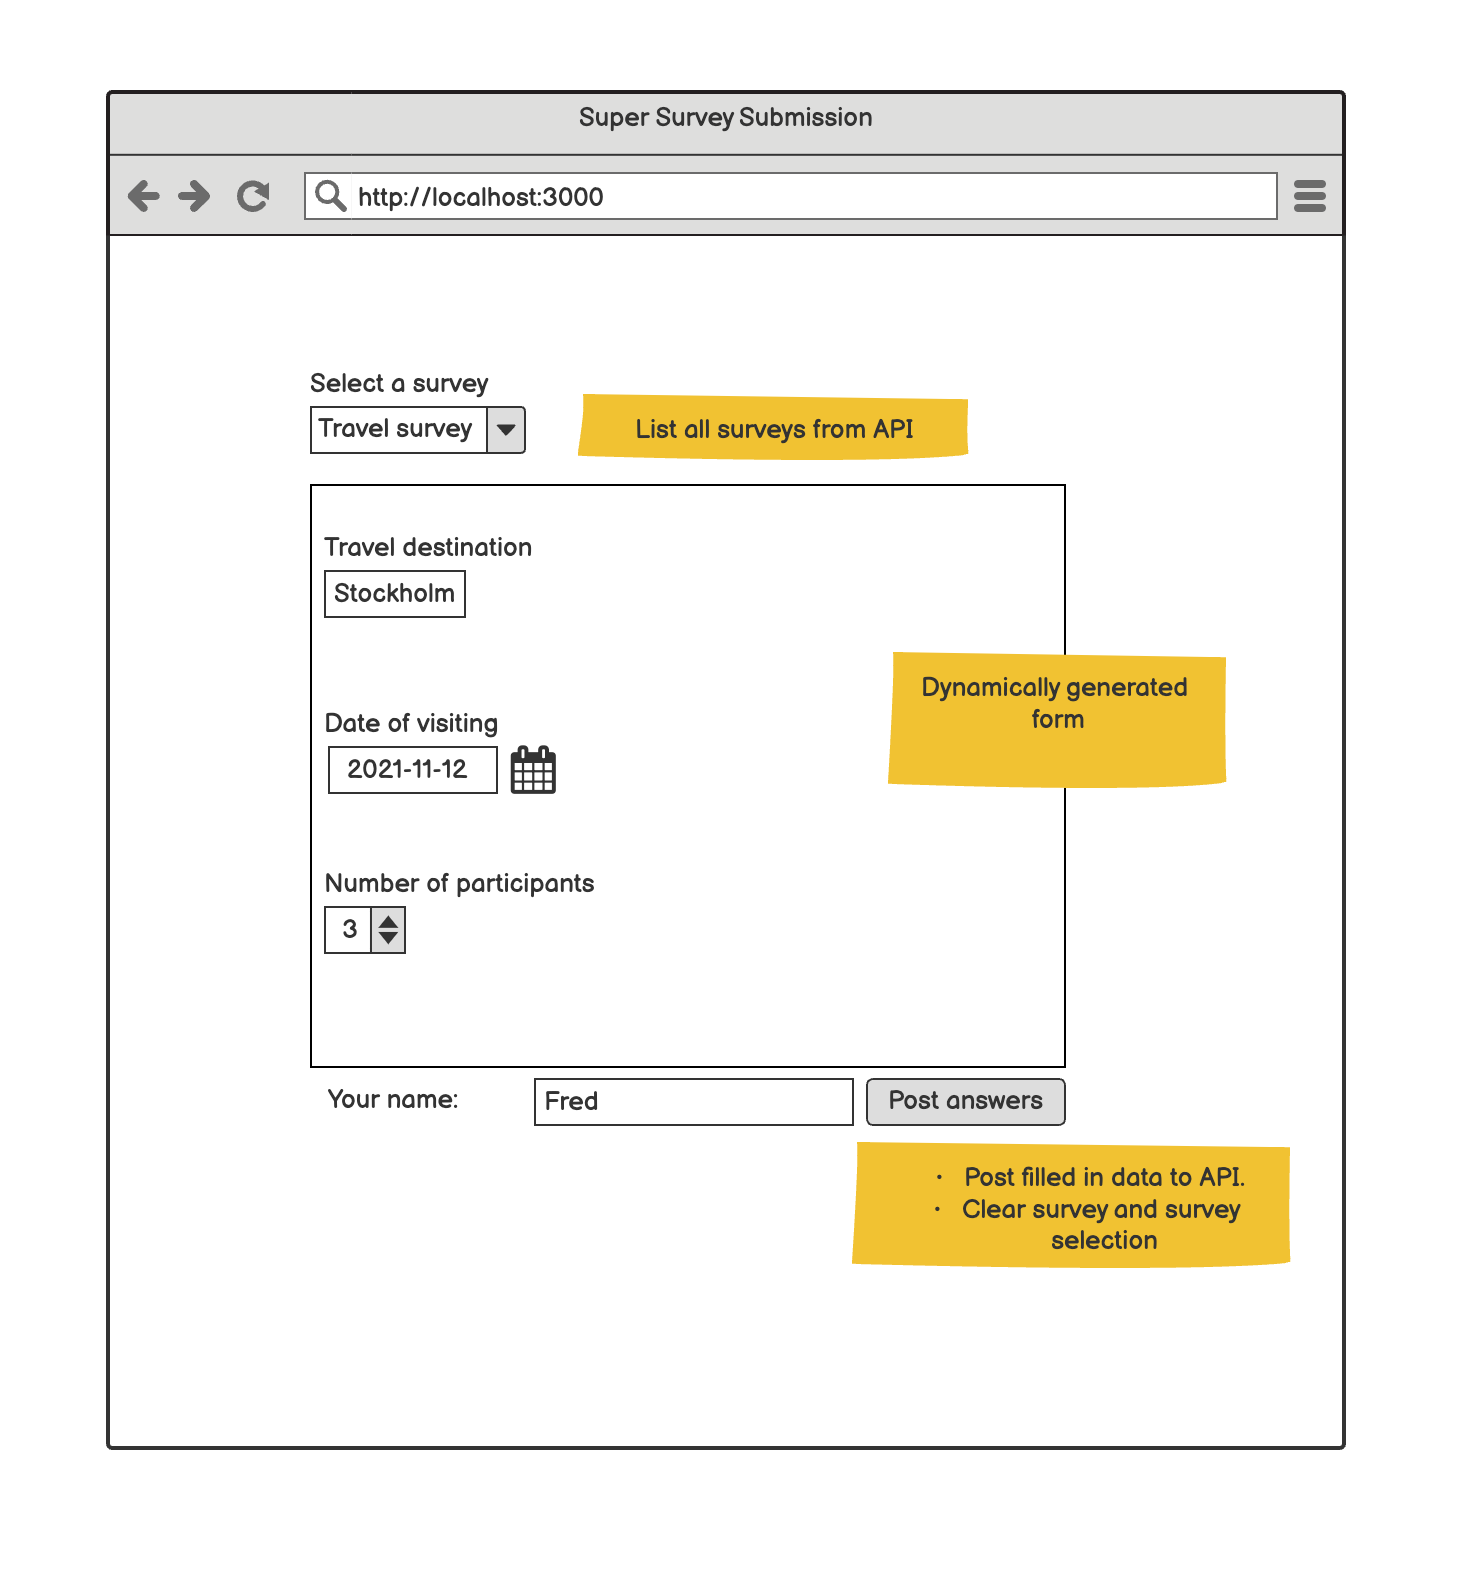 Super Survey Submission
http://localhost:3000
Select a survey
Travel survey
List all surveys from API
Travel destination
Stockholm
Dynamically generated
form
Date of visiting
2021-11-12
Number of participants
3
Your name:
Fred
Post answers
• Post filled in data to API.
• Clear survey and survey
selection